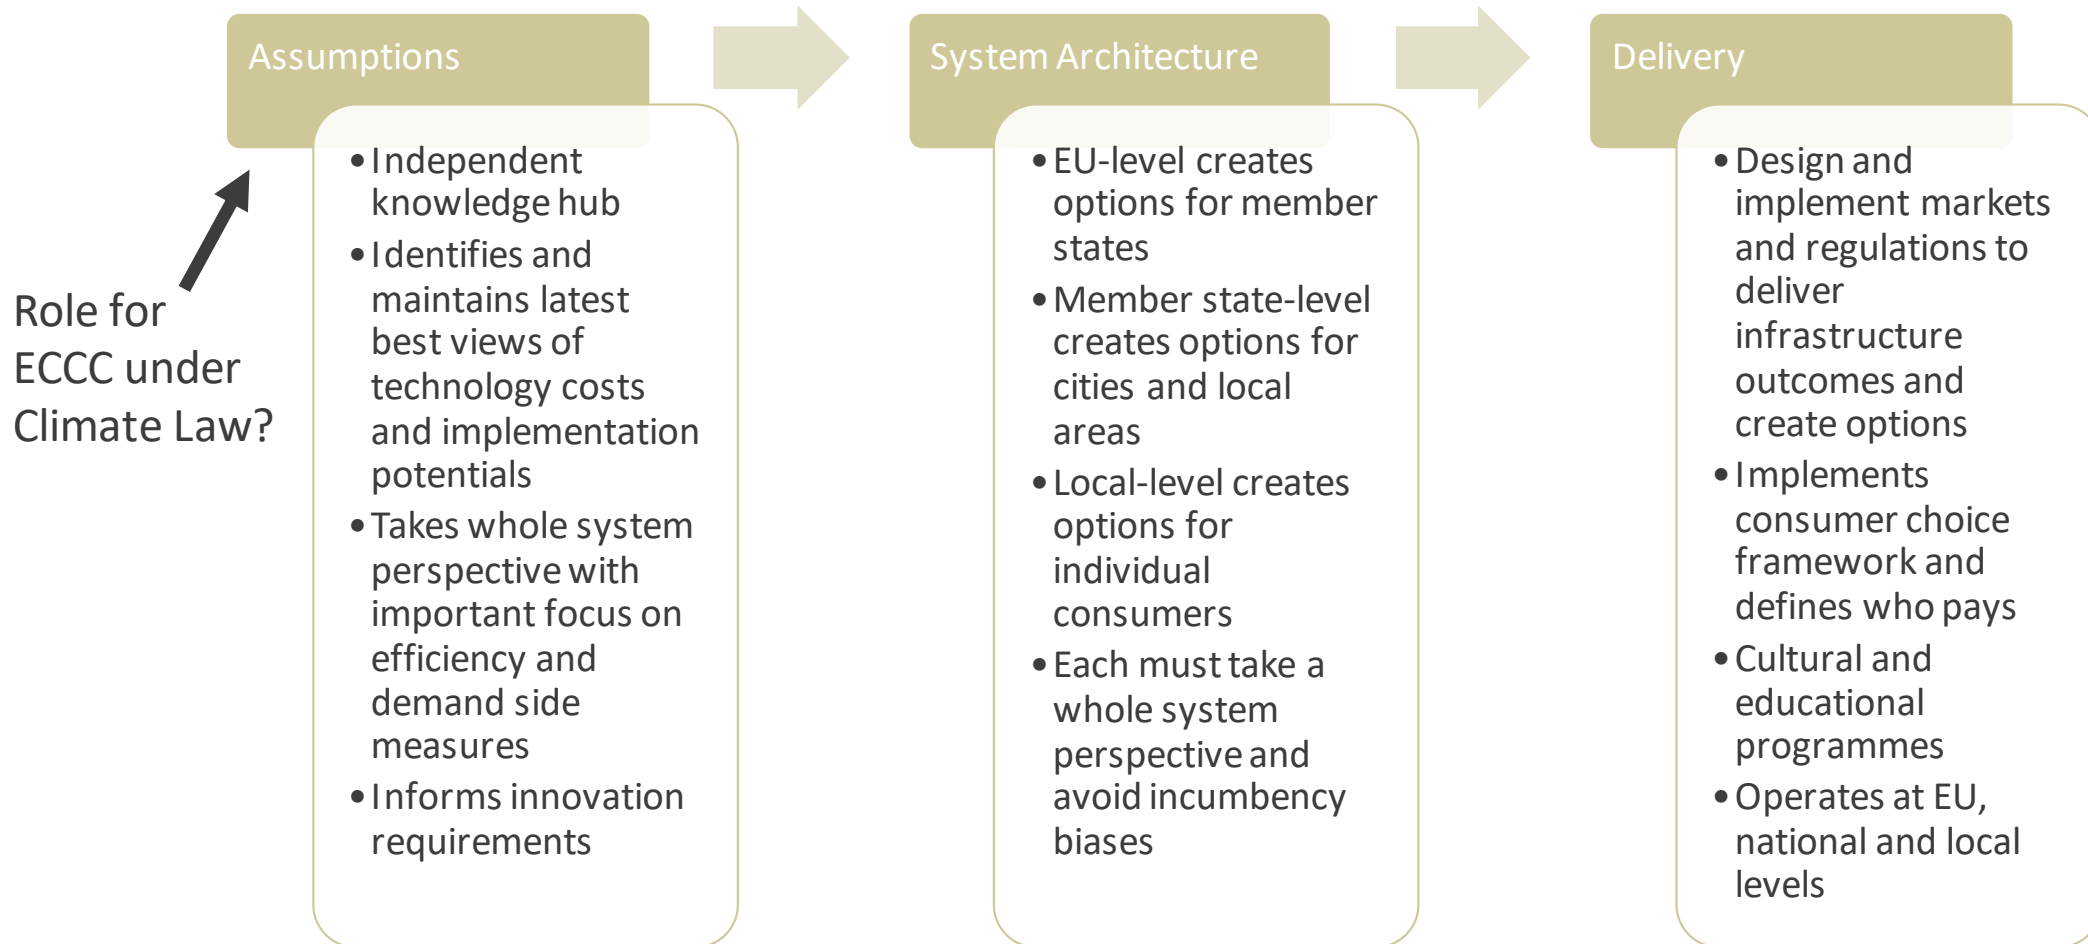 Assumptions
•Independent
knowledge hub
•Identifies and
maintains latest
best views of
technology costs
and implementation
potentials
•Takes whole system
perspective with
important focus on
efficiency and
demand side
measures
•Informs innovation
requirements
Role for
ECCC under
Climate Law?
System Architecture
•EU-level creates
options for member
states
•Member state-level
creates options for
cities and local
areas
•Local-level creates
options for
individual
consumers
•Each must take a
whole system
perspective and
avoid incumbency
biases
Delivery
•Design and
implement markets
and regulations to
deliver
infrastructure
outcomes and
create options
•Implements
consumer choice
framework and
defines who pays
•Cultural and
educational
programmes
•Operates at EU,
national and local
levels